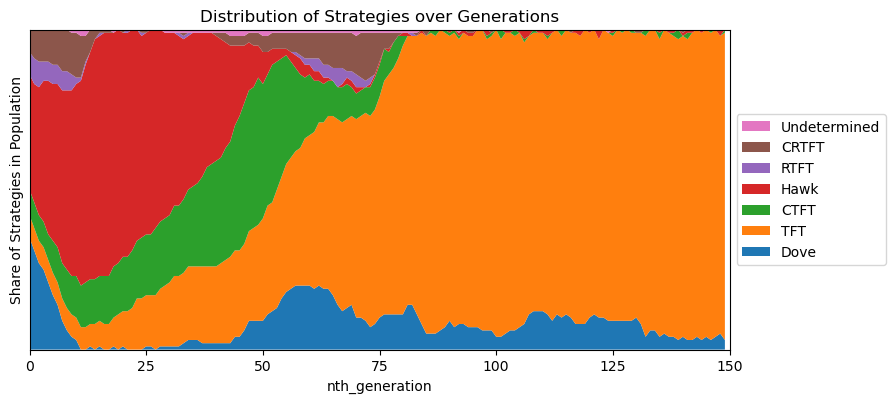 Distribution of Strategies over Generations
Share of Strategies in Population
Undetermined
CRTFT
RTFT
Hawk
CTFT
TFT
Dove
0 25 50 75 100 125 150
nth_generation